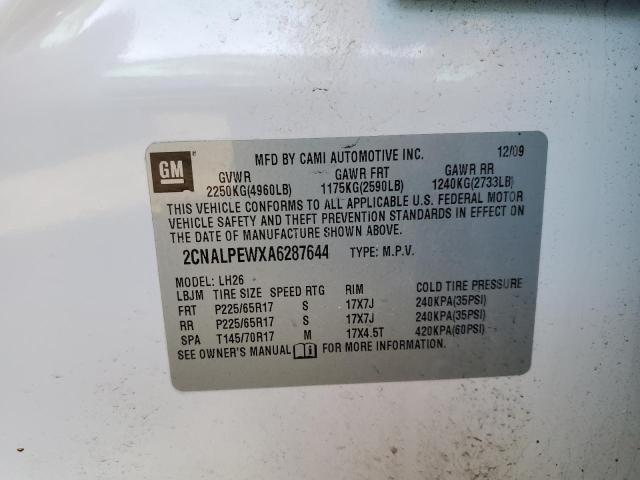 GM
MFD BY CAMI AUTOMOTIVE INC. 12/09
GVWR GAWR FRT GAWR RR
2250KG(4960LB) 1175KG(2590LB) 1240KG(2733LB)
THIS VEHICLE CONFORMS TO ALL APPLICABLE U.S. FEDERAL MOTOR
VEHICLE SAFETY AND THEFT PREVENTION STANDARDS IN EFFECT ON
THE DATE OF MANUFACTURE SHOWN ABOVE.
2CNALPEWXA6287644 TYPE: M.P.V.
MODEL: LH26
LBJM TIRE SIZE SPEED RTG RIM COLD TIRE PRESSURE
FRT P225/65R17 S 17X7J 240KPA(35PSI)
RR P225/65R17 S 17X7J 240KPA(35PSI)
SPA T145/70R17 M 17X4.5T 420KPA(60PSI)
SEE OWNER'S MANUAL FOR MORE INFORMATION.